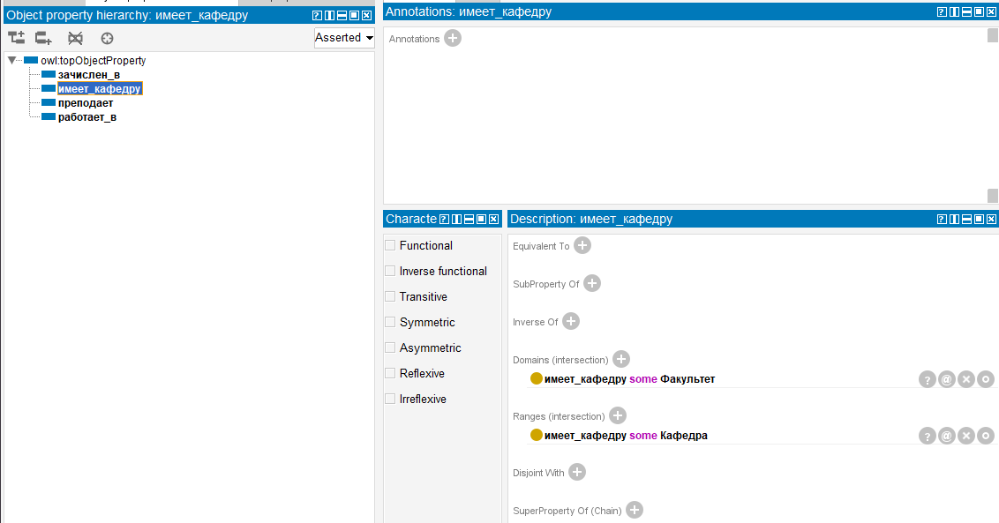 Object property hierarchy: имеет_кафедру
Asserted
owl:topObjectProperty
зачислен_в
имеет_кафедру
преподает
работает_в
Annotations: имеет_кафедру
Annotations
Characte
Functional
Inverse functional
Transitive
Symmetric
Asymmetric
Reflexive
Irreflexive
Description: имеет_кафедру
Equivalent To
SubProperty Of
Inverse Of
Domains (intersection)
имеет_кафедру some Факультет
Ranges (intersection)
имеет_кафедру some Кафедра
Disjoint With
SuperProperty Of (Chain)